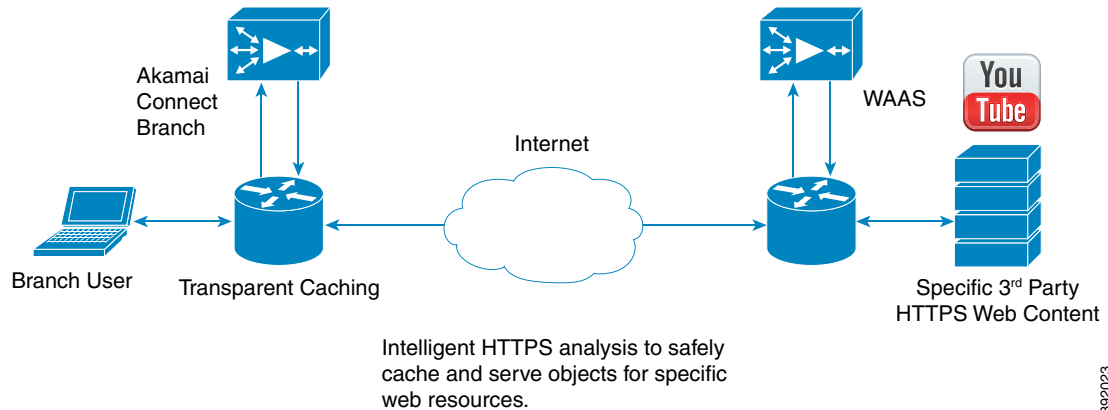 Akamai
Connect
Branch
WAAS
You
Tube
Internet
Branch User
Transparent Caching
Specific 3rd Party
HTTPS Web Content
Intelligent HTTPS analysis to safely
cache and serve objects for specific
web resources.
392023